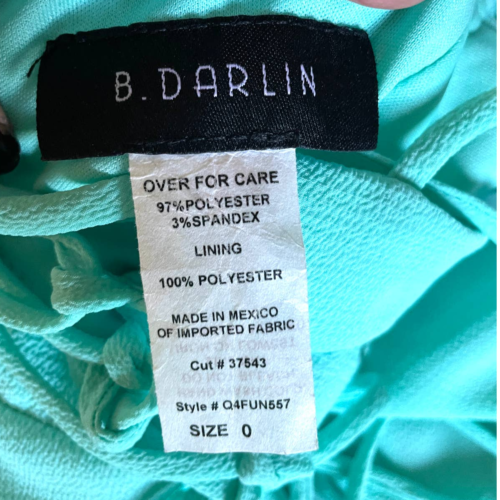 B. DARLIN
OVER FOR CARE
97%POLYESTER
3%SPANDEX
LINING
100% POLYESTER
MADE IN MEXICO
OF IMPORTED FABRIC
Cut # 37543
Style # Q4FUN557
SIZE 0